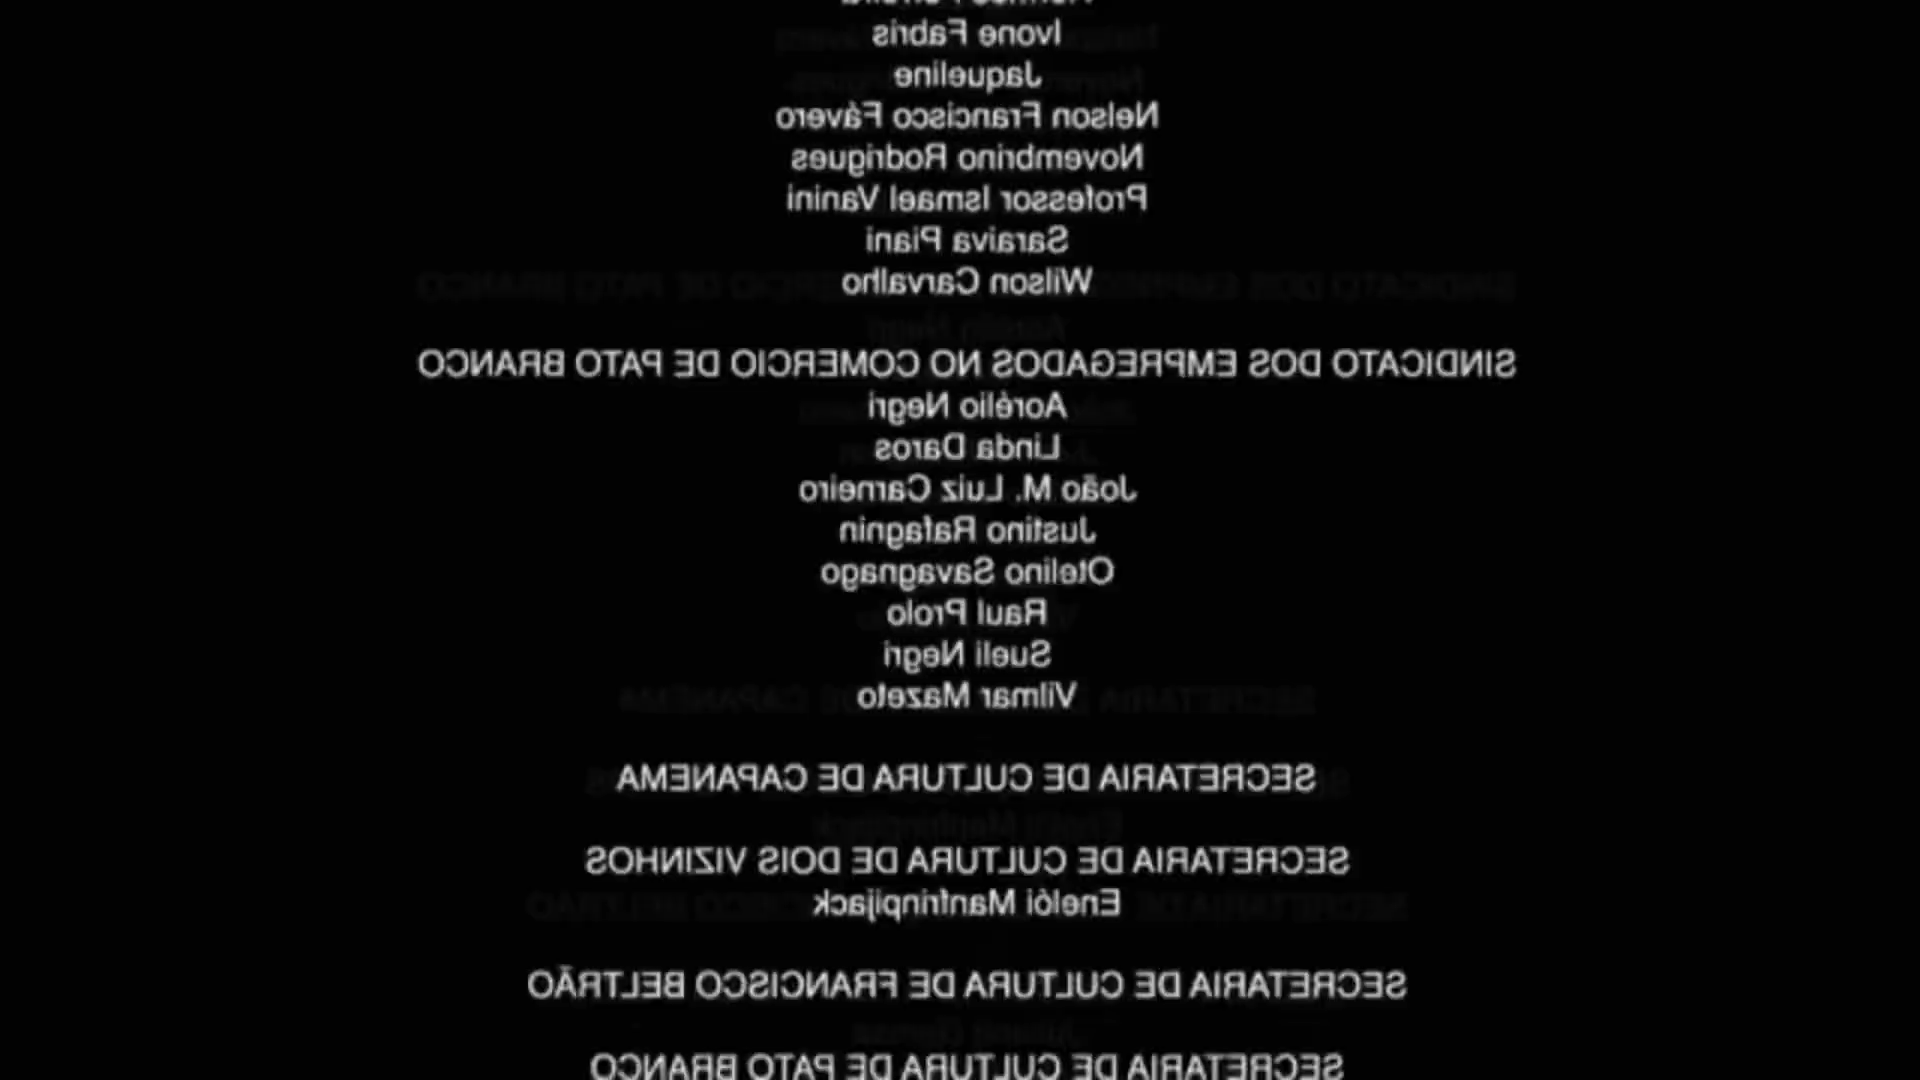 Ivone Fabris
Jaqueline
Nelson Francisco Fávero
Novembrino Rodrigues
Professor Ismael Vanini
Saraiva Piani
Wilson Carvalho
SINDICATO DOS EMPREGADOS NO COMERCIO DE PATO BRANCO
Aorélio Negri
Linda Daros
João M. Luiz Carneiro
Justino Rafagnin
Otelino Savagnago
Raul Prolo
Sueli Negri
Vilmar Mazeto
SECRETARIA DE CULTURA DE CAPANEMA
SECRETARIA DE CULTURA DE DOIS VIZINHOS
Enelói Manfrinpijack
SECRETARIA DE CULTURA DE FRANCISCO BELTRÃO
SECRETARIA DE CULTURA DE PATO BRANCO